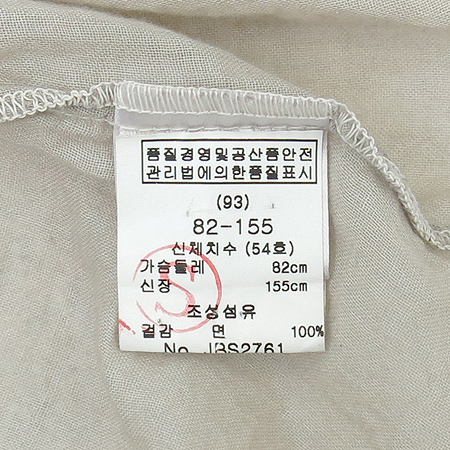 품질경영및공산품안전
관리법에의한품질표시
(93)
82-155
신체치수 (54호)
가슴둘레 82cm
신장 155cm
S
조성섬유
겉감 면 100%
No. JBS2761